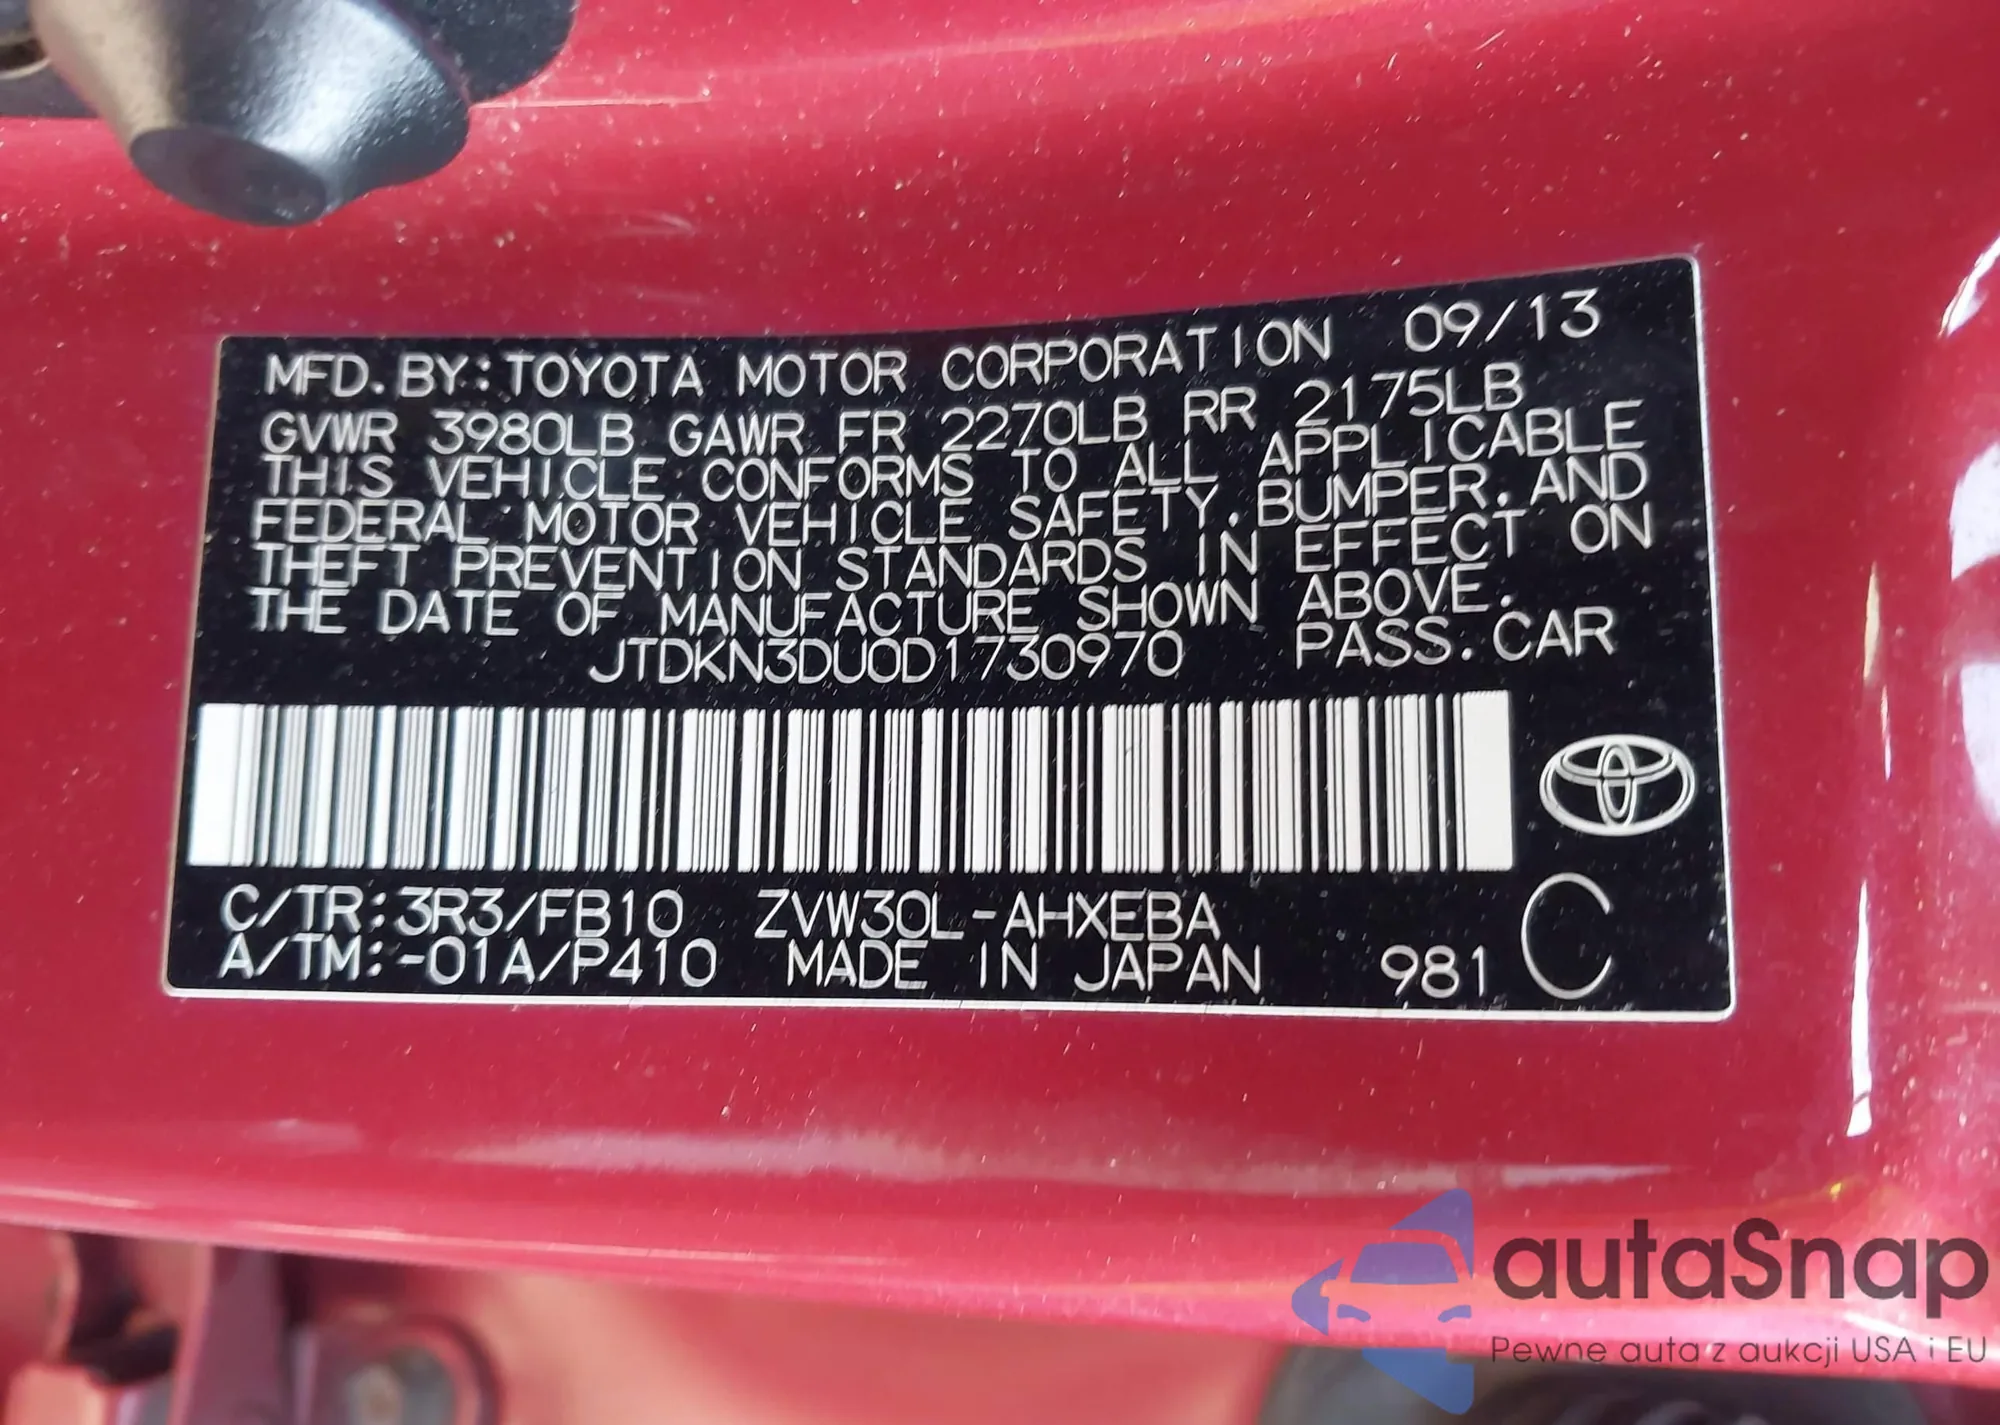 MFD.BY:TOYOTA MOTOR CORPORATION 09/13
GVWR 3980LB GAWR FR 2270LB RR 2175LB
THIS VEHICLE CONFORMS TO ALL APPLICABLE
FEDERAL MOTOR VEHICLE SAFETY,BUMPER,AND
THEFT PREVENTION STANDARDS IN EFFECT ON
THE DATE OF MANUFACTURE SHOWN ABOVE.
JTDKN3DU0D1730970 PASS.CAR
C/TR:3R3/FB10 ZVW30L-AHXEBA
A/TM:-01A/P410 MADE IN JAPAN 981 C
autaSnap
Pewne auta z aukcji USA i EU